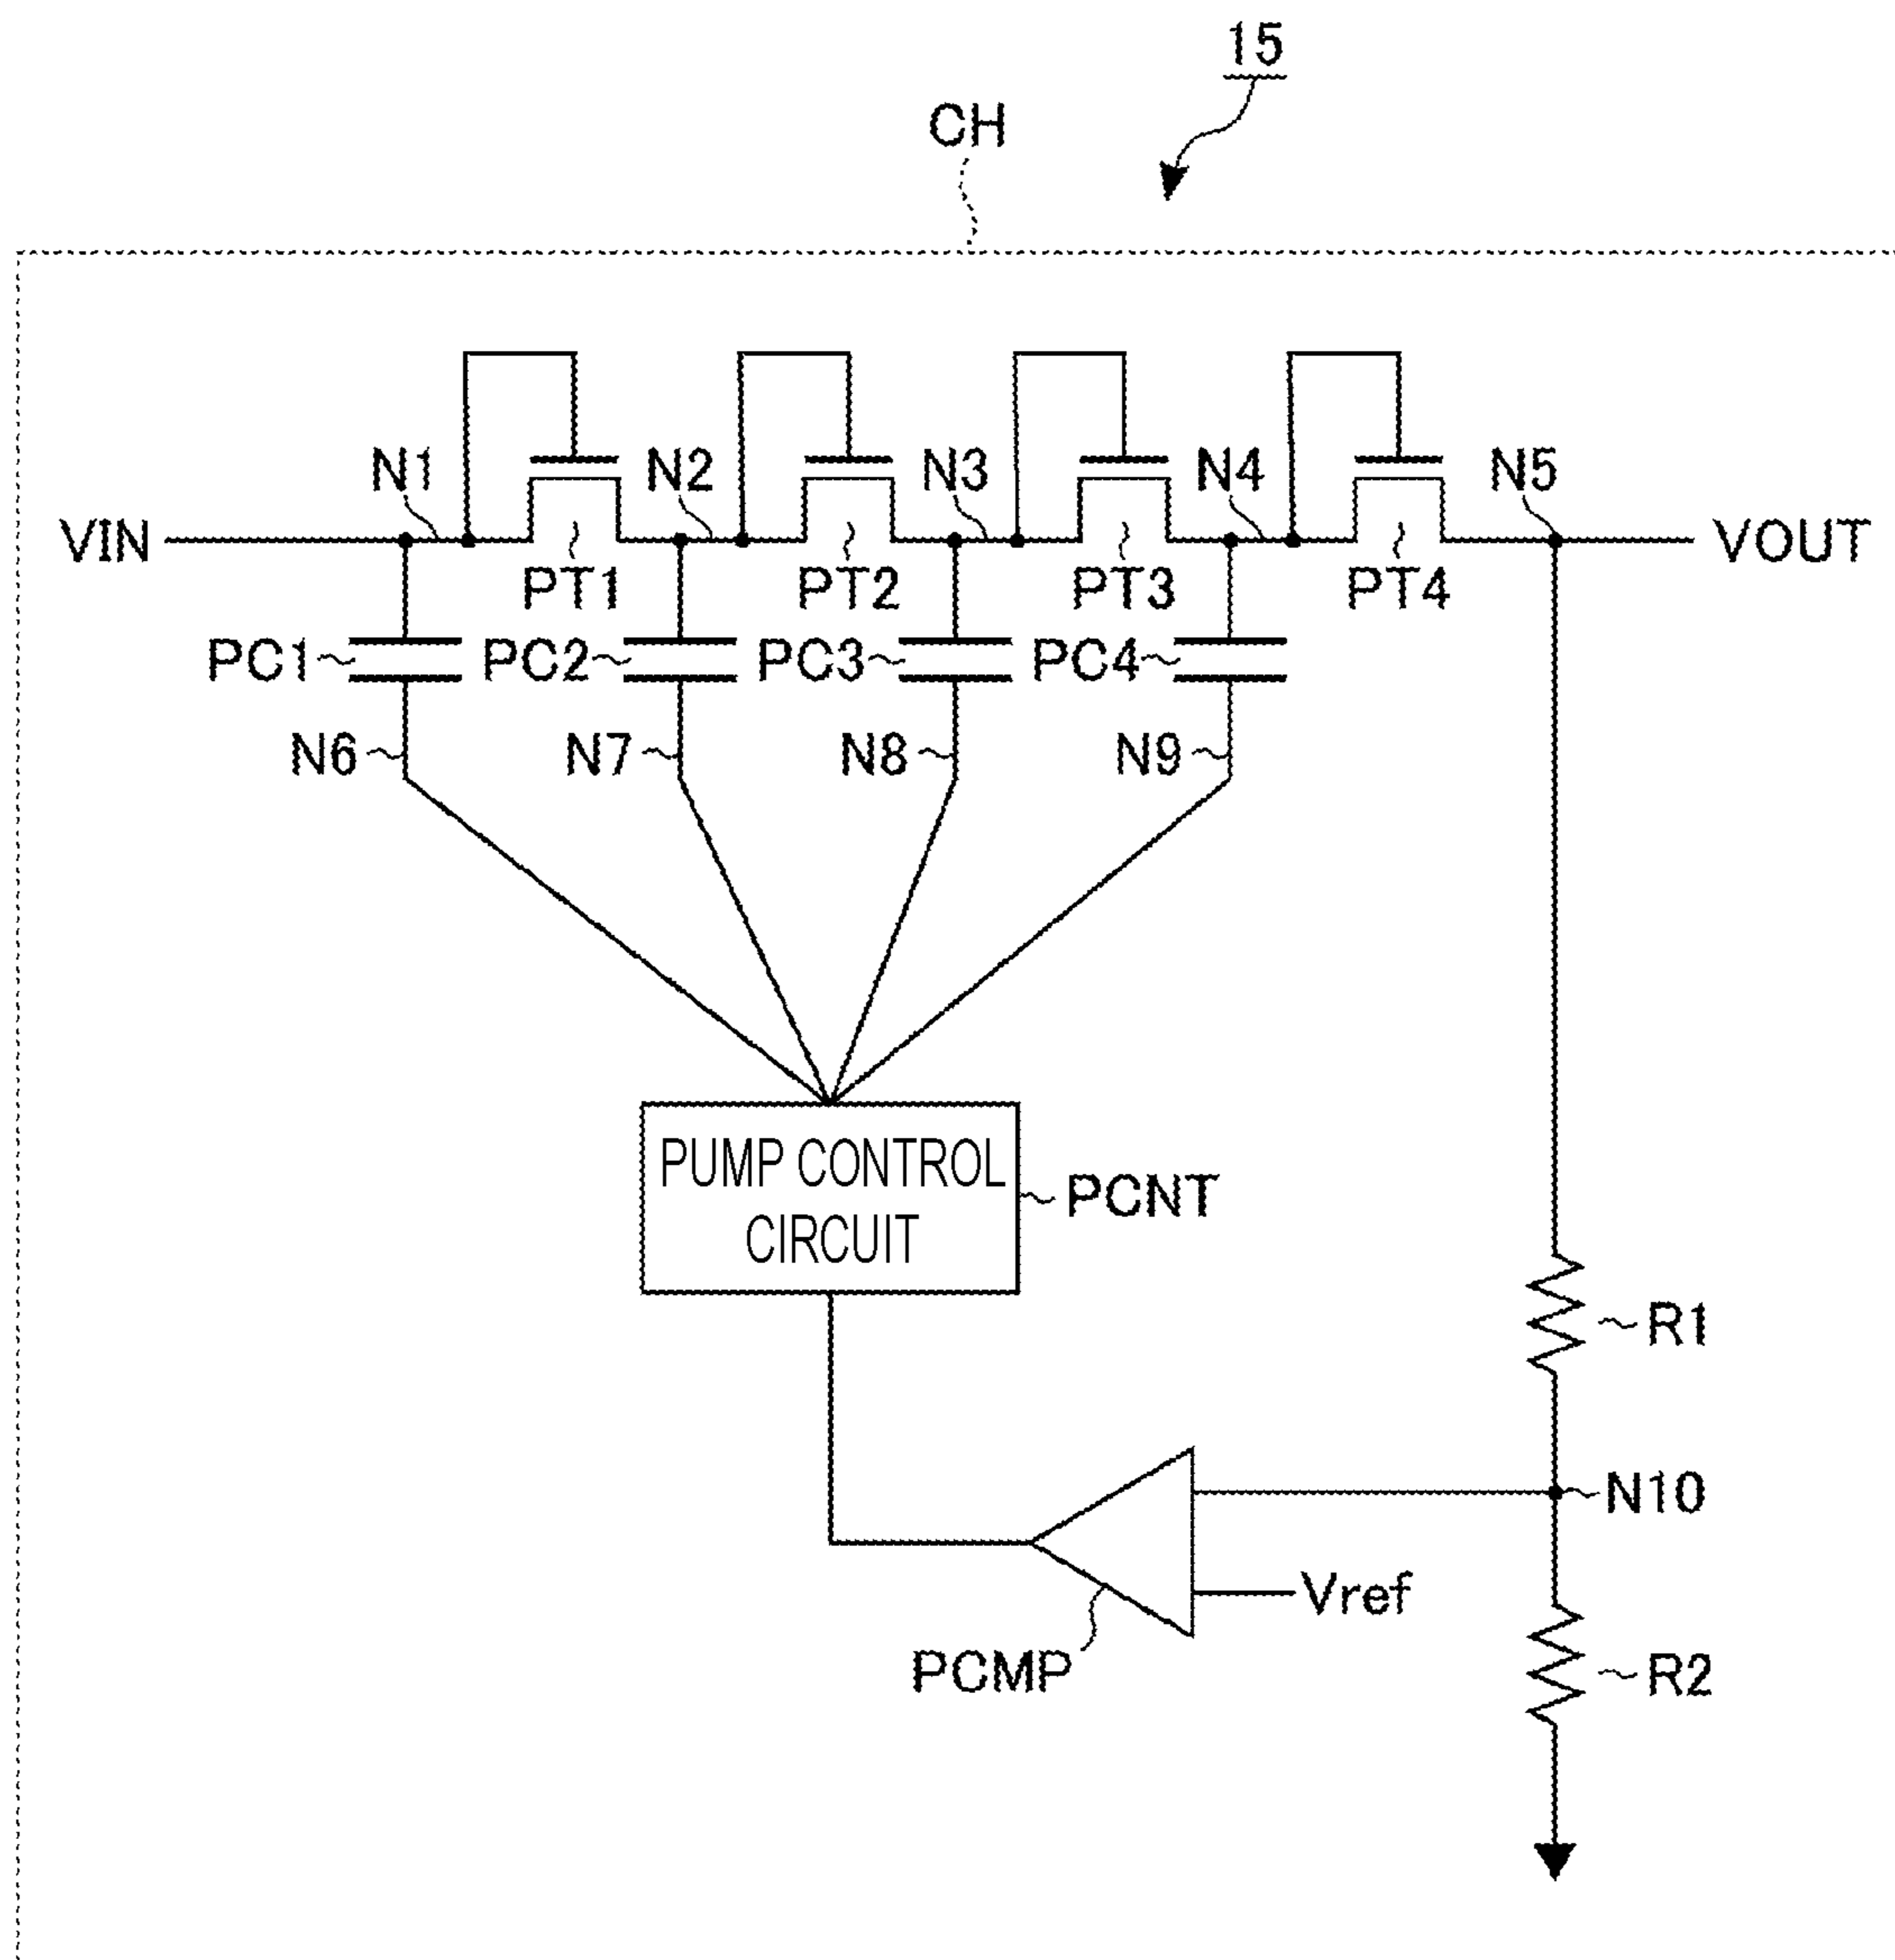 15
CH
N1 N2 N3 N4 N5
VIN VOUT
PT1 PT2 PT3 PT4
PC1 PC2 PC3 PC4
N6 N7 N8 N9
PUMP CONTROL
CIRCUIT
PCNT
R1
N10
Vref
PCMP
R2